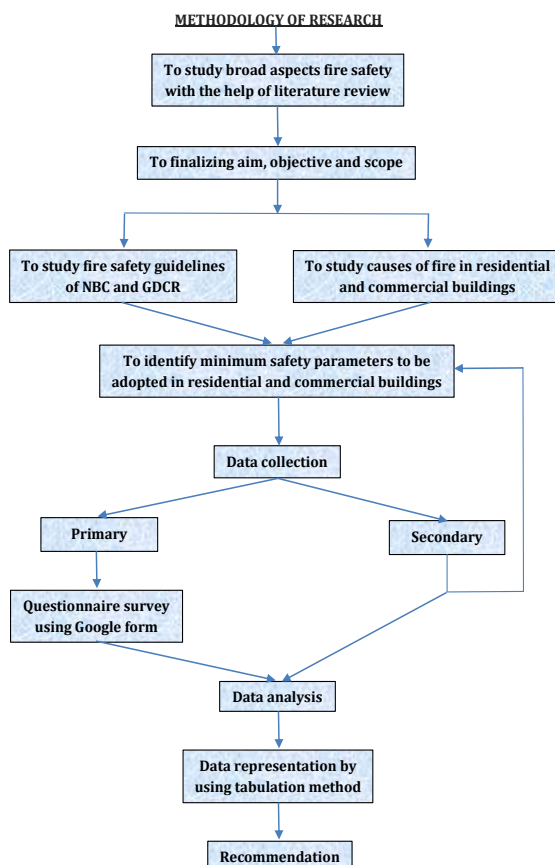 METHODOLOGY OF RESEARCH
To study broad aspects fire safety
with the help of literature review
To finalizing aim, objective and scope
To study fire safety guidelines
of NBC and GDCR
To study causes of fire in residential
and commercial buildings
To identify minimum safety parameters to be
adopted in residential and commercial buildings
Data collection
Primary
Secondary
Questionnaire survey
using Google form
Data analysis
Data representation by
using tabulation method
Recommendation